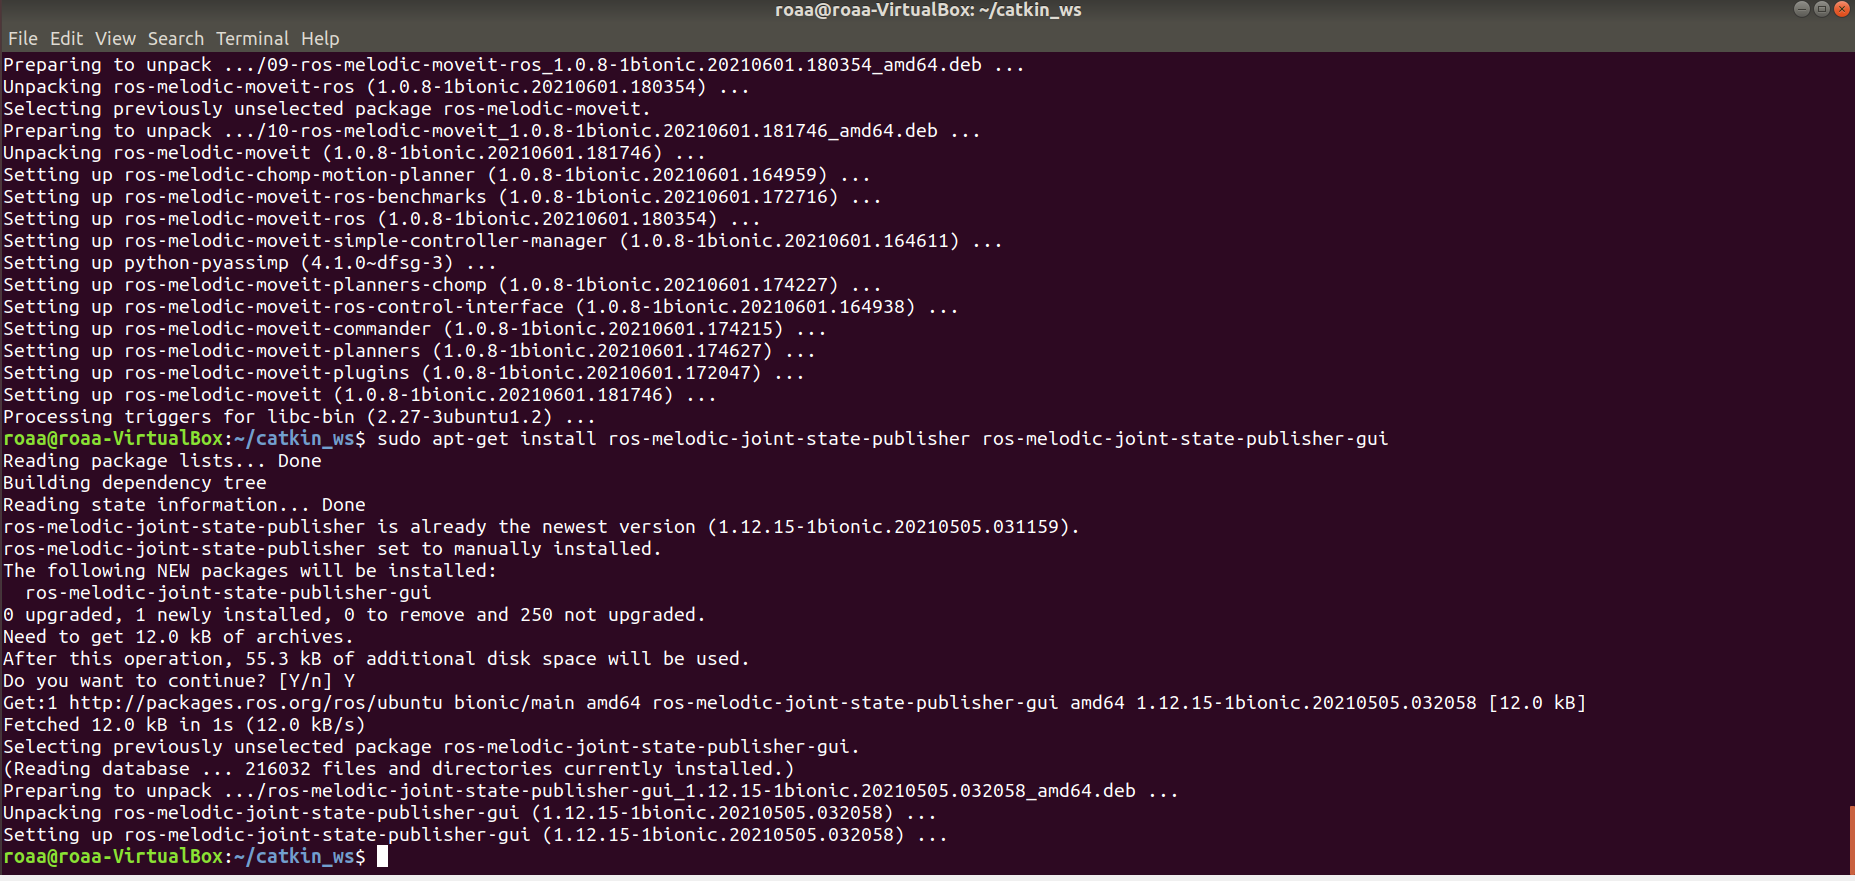 roaa@roaa-VirtualBox: ~/catkin_ws
File Edit View Search Terminal Help
Preparing to unpack .../09-ros-melodic-moveit-ros_1.0.8-1bionic.20210601.180354_amd64.deb ...
Unpacking ros-melodic-moveit-ros (1.0.8-1bionic.20210601.180354) ...
Selecting previously unselected package ros-melodic-moveit.
Preparing to unpack .../10-ros-melodic-moveit_1.0.8-1bionic.20210601.181746_amd64.deb ...
Unpacking ros-melodic-moveit (1.0.8-1bionic.20210601.181746) ...
Setting up ros-melodic-chomp-motion-planner (1.0.8-1bionic.20210601.164959) ...
Setting up ros-melodic-moveit-ros-benchmarks (1.0.8-1bionic.20210601.172716) ...
Setting up ros-melodic-moveit-ros (1.0.8-1bionic.20210601.180354) ...
Setting up ros-melodic-moveit-simple-controller-manager (1.0.8-1bionic.20210601.164611) ...
Setting up python-pyassimp (4.1.0~dfsg-3) ...
Setting up ros-melodic-moveit-planners-chomp (1.0.8-1bionic.20210601.174227) ...
Setting up ros-melodic-moveit-ros-control-interface (1.0.8-1bionic.20210601.164938) ...
Setting up ros-melodic-moveit-commander (1.0.8-1bionic.20210601.174215) ...
Setting up ros-melodic-moveit-planners (1.0.8-1bionic.20210601.174627) ...
Setting up ros-melodic-moveit-plugins (1.0.8-1bionic.20210601.172047) ...
Setting up ros-melodic-moveit (1.0.8-1bionic.20210601.181746) ...
Processing triggers for libc-bin (2.27-3ubuntu1.2) ...
roaa@roaa-VirtualBox:~/catkin_ws$ sudo apt-get install ros-melodic-joint-state-publisher ros-melodic-joint-state-publisher-gui
Reading package lists... Done
Building dependency tree
Reading state information... Done
ros-melodic-joint-state-publisher is already the newest version (1.12.15-1bionic.20210505.031159).
ros-melodic-joint-state-publisher set to manually installed.
The following NEW packages will be installed:
  ros-melodic-joint-state-publisher-gui
0 upgraded, 1 newly installed, 0 to remove and 250 not upgraded.
Need to get 12.0 kB of archives.
After this operation, 55.3 kB of additional disk space will be used.
Do you want to continue? [Y/n] Y
Get:1 http://packages.ros.org/ros/ubuntu bionic/main amd64 ros-melodic-joint-state-publisher-gui amd64 1.12.15-1bionic.20210505.032058 [12.0 kB]
Fetched 12.0 kB in 1s (12.0 kB/s)
Selecting previously unselected package ros-melodic-joint-state-publisher-gui.
(Reading database ... 216032 files and directories currently installed.)
Preparing to unpack .../ros-melodic-joint-state-publisher-gui_1.12.15-1bionic.20210505.032058_amd64.deb ...
Unpacking ros-melodic-joint-state-publisher-gui (1.12.15-1bionic.20210505.032058) ...
Setting up ros-melodic-joint-state-publisher-gui (1.12.15-1bionic.20210505.032058) ...
roaa@roaa-VirtualBox:~/catkin_ws$